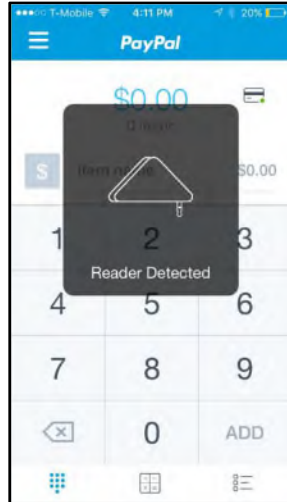 T-Mobile 4:11 PM 20%
PayPal
$0.00
0 items
$ Item name $0.00
Reader Detected
1 2 3
4 5 6
7 8 9
0 ADD